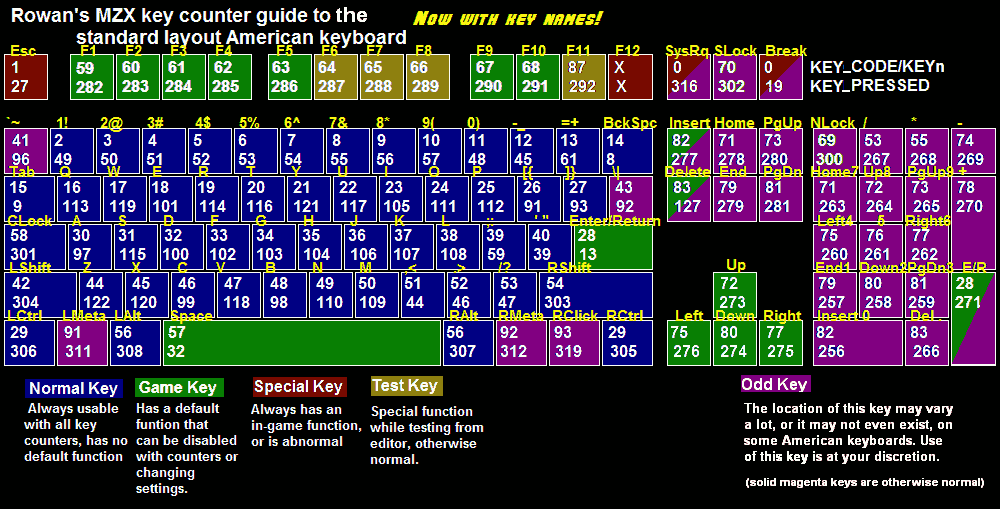 Rowan's MZX key counter guide to the
standard layout American keyboard
Now with key names!
Esc F1 F2 F3 F4 F5 F6 F7 F8 F9 F10 F11 F12 SysRq SLock Break
1 59 60 61 62 63 64 65 66 67 68 87 X 0 70 0 KEY_CODE/KEYn
27 282 283 284 285 286 287 288 289 290 291 292 X 316 302 19 KEY_PRESSED
`~ 1! 2@ 3# 4$ 5% 6^ 7& 8* 9( 0) -_ =+ BckSpc Insert Home PgUp NLock / * -
41 2 3 4 5 6 7 8 9 10 11 12 13 14 82 71 73 69 53 55 74
96 49 50 51 52 53 54 55 56 57 48 45 61 8 277 278 280 300 267 268 269
Tab Q W E R T Y U I O P [{ ]} \| Delete End PgDn Home7 Up8 PgUp9 +
15 16 17 18 19 20 21 22 23 24 25 26 27 43 83 79 81 71 72 73 78
9 113 119 101 114 116 121 117 105 111 112 91 93 92 127 279 281 263 264 265 270
CLock A S D F G H J K L ;: '" Enter/Return Left4 5 Right6
58 30 31 32 33 34 35 36 37 38 39 40 28 75 76 77
301 97 115 100 102 103 104 106 107 108 59 39 13 260 261 262
LShift Z X C V B N M ,< .> /? RShift Up End1 Down2 PgDn3 E/R
42 44 45 46 47 48 49 50 51 52 53 54 72 79 80 81 28
304 122 120 99 118 98 110 109 44 46 47 303 273 257 258 259 271
LCtrl LMeta LAlt Space RAlt RMeta RClick RCtrl Left Down Right Insert 0 Del .
29 91 56 57 56 92 93 29 75 80 77 82 83
306 311 308 32 307 312 319 305 276 274 275 256 266
Normal Key
Always usable
with all key
counters, has no
default function
Game Key
Has a default
funtion that
can be disabled
with counters or
changing
settings.
Special Key
Always has an
in-game function,
or is abnormal
Test Key
Special function
while testing from
editor, otherwise
normal.
Odd Key
The location of this key may vary
a lot, or it may not even exist, on
some American keyboards. Use
of this key is at your discretion.
(solid magenta keys are otherwise normal)